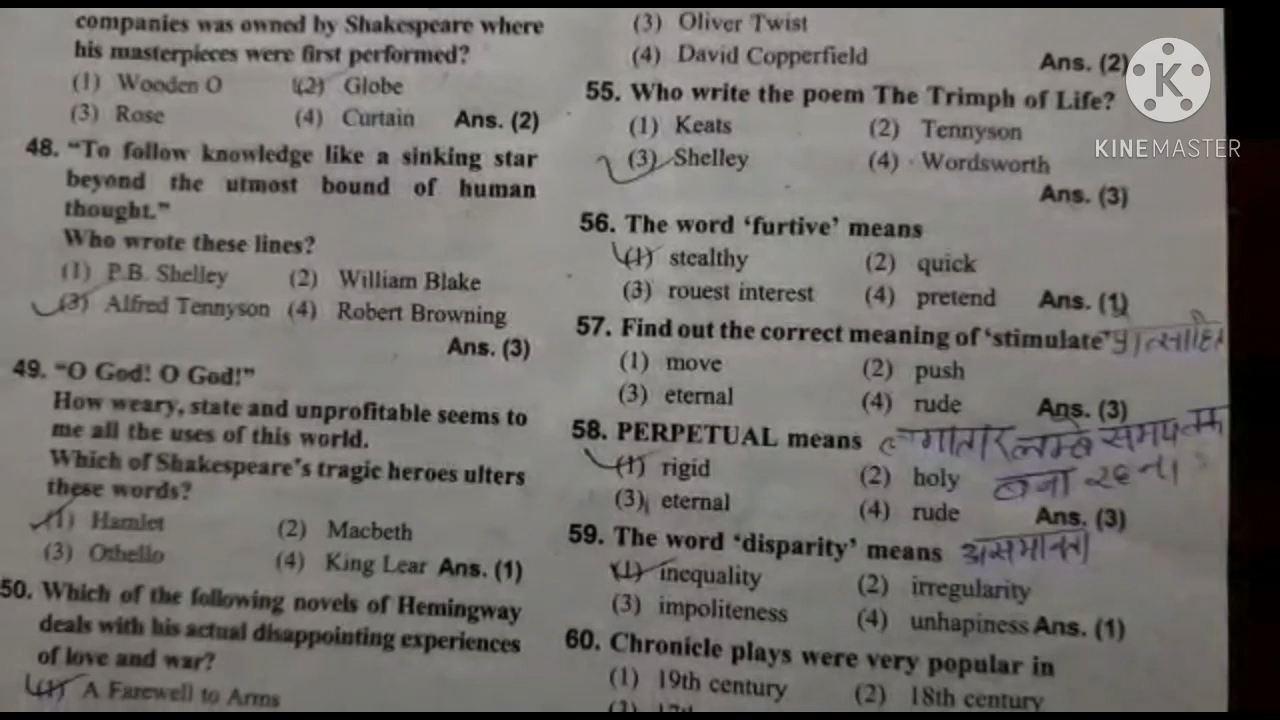 companies was owned by Shakespeare where
his masterpieces were first performed?
(1) Wooden O (2) Globe
(3) Rose (4) Curtain Ans. (2)
48. “To follow knowledge like a sinking star
beyond the utmost bound of human
thought.”
Who wrote these lines?
(1) P.B. Shelley (2) William Blake
(3) Alfred Tennyson (4) Robert Browning
Ans. (3)
49. “O God! O God!”
How weary, state and unprofitable seems to
me all the uses of this world.
Which of Shakespeare's tragic heroes ulters
these words?
(1) Hamlet (2) Macbeth
(3) Othello (4) King Lear Ans. (1)
50. Which of the following novels of Hemingway
deals with his actual disappointing experiences
of love and war?
(1) A Farewell to Arms
(3) Oliver Twist
(4) David Copperfield Ans. (2)
55. Who write the poem The Trimph of Life?
(1) Keats (2) Tennyson
(3) Shelley (4) Wordsworth
Ans. (3)
56. The word ‘furtive’ means
(1) stealthy (2) quick
(3) rouest interest (4) pretend Ans. (1)
57. Find out the correct meaning of ‘stimulate’
(1) move (2) push
(3) eternal (4) rude Ans. (3)
58. PERPETUAL means लगातार लम्बे समय तक
(1) rigid (2) holy बना रहना
(3) eternal (4) rude Ans. (3)
59. The word ‘disparity’ means असमानता
(1) inequality (2) irregularity
(3) impoliteness (4) unhapiness Ans. (1)
60. Chronicle plays were very popular in
(1) 19th century (2) 18th century
K
KINEMASTER